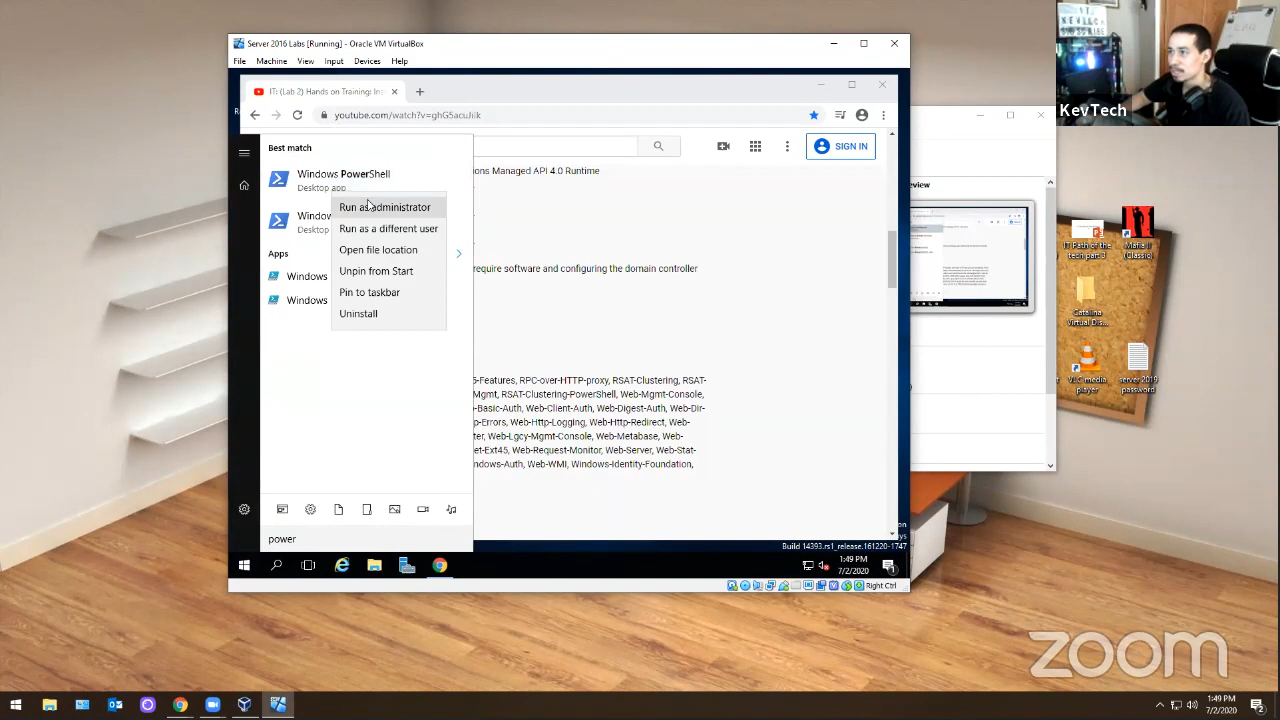 Server 2016 Labs [Running] - Oracle VM VirtualBox
File Machine View Input Devices Help
IT: (Lab 2) Hands on Training:
youtube.com/watch?v=ghG5acuJiik
SIGN IN
Best match
Windows PowerShell
Desktop app
Run as administrator
Run as a different user
Open file location
Unpin from Start
Pin to taskbar
Uninstall
Apps
Windows
Windows
ons Managed API 4.0 Runtime
require software and configuring the domain controller
5-Features, RPC-over-HTTP-proxy, RSAT-Clustering, RSAT-
Mgmt, RSAT-Clustering-PowerShell, Web-Mgmt-Console,
-Basic-Auth, Web-Client-Auth, Web-Digest-Auth, Web-Dir-
p-Errors, Web-Http-Logging, Web-Http-Redirect, Web-
ter, Web-Lgcy-Mgmt-Console, Web-Metabase, Web-
et-Ext45, Web-Request-Monitor, Web-Server, Web-Stat-
ndows-Auth, Web-WMI, Windows-Identity-Foundation,
power
Build 14393.rs1_release.161220-1747
1:49 PM
7/2/2020
Right Ctrl
KevTech
IT Path of the tech part 3
Mafia II (Classic)
Catalina Virtual Dis...
VLC media player
server 2019 password
zoom
1:49 PM
7/2/2020